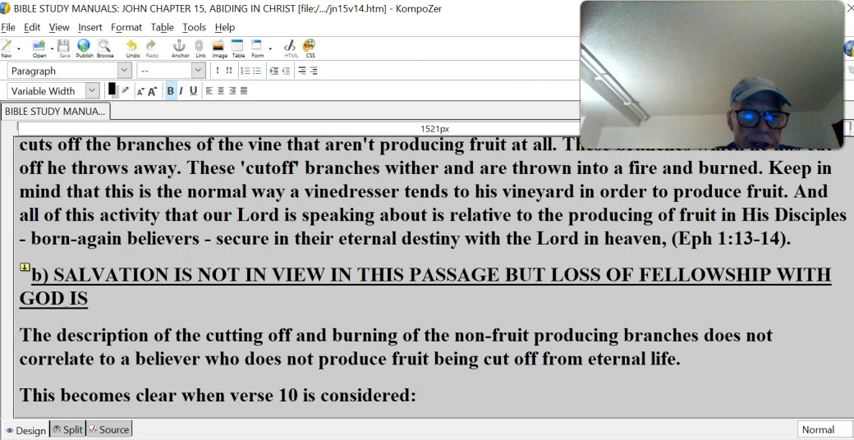 BIBLE STUDY MANUALS: JOHN CHAPTER 15, ABIDING IN CHRIST [file:/.../jn15v14.htm] - KompoZer
File Edit View Insert Format Table Tools Help
New Open Save Publish Browse Undo Redo Anchor Link Image Table Form HTML CSS
Paragraph --
Variable Width A A B I U
BIBLE STUDY MANUA...
1521px
cuts off the branches of the vine that aren't producing fruit at all.
off he throws away. These 'cutoff' branches wither and are thrown into a fire and burned. Keep in
mind that this is the normal way a vinedresser tends to his vineyard in order to produce fruit. And
all of this activity that our Lord is speaking about is relative to the producing of fruit in His Disciples
- born-again believers - secure in their eternal destiny with the Lord in heaven, (Eph 1:13-14).
b) SALVATION IS NOT IN VIEW IN THIS PASSAGE BUT LOSS OF FELLOWSHIP WITH
GOD IS
The description of the cutting off and burning of the non-fruit producing branches does not
correlate to a believer who does not produce fruit being cut off from eternal life.
This becomes clear when verse 10 is considered:
Design Split Source Normal